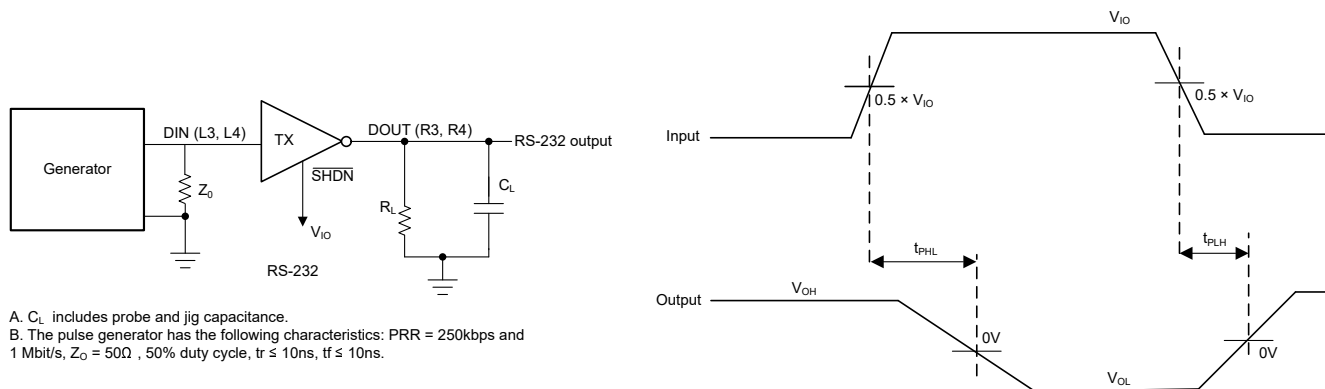 Generator
DIN (L3, L4)
Z0
TX
SHDN
VIO
RS-232
DOUT (R3, R4)
RS-232 output
RL
CL
A. CL includes probe and jig capacitance.
B. The pulse generator has the following characteristics: PRR = 250kbps and
1 Mbit/s, ZO = 50Ω , 50% duty cycle, tr ≤ 10ns, tf ≤ 10ns.
VIO
0.5 × VIO
0.5 × VIO
Input
tPHL
tPLH
Output
VOH
0V
0V
VOL